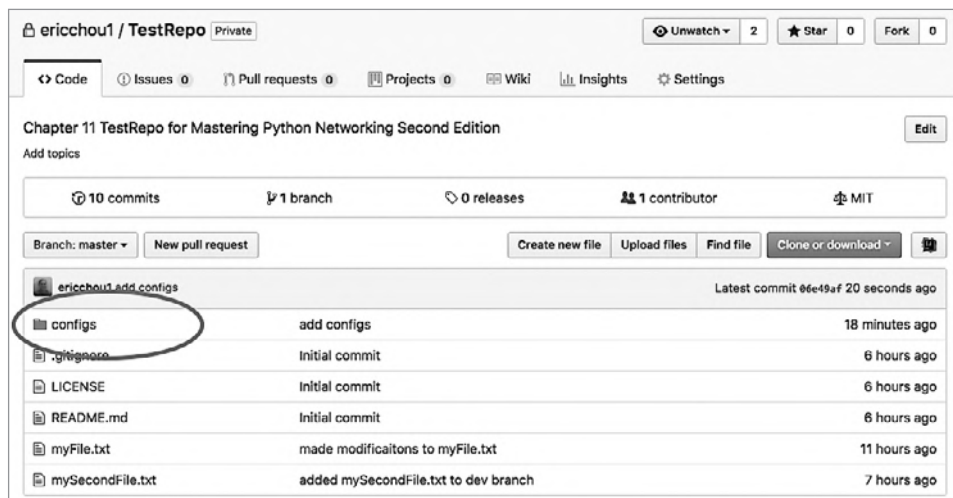 ericchou1 / TestRepo Private Unwatch 2 Star 0 Fork 0
Code Issues 0 Pull requests 0 Projects 0 Wiki Insights Settings
Chapter 11 TestRepo for Mastering Python Networking Second Edition Edit
Add topics
10 commits 1 branch 0 releases 1 contributor MIT
Branch: master New pull request Create new file Upload files Find file Clone or download
ericchou1 add configs Latest commit 06e49af 20 seconds ago
configs add configs 18 minutes ago
.gitignore Initial commit 6 hours ago
LICENSE Initial commit 6 hours ago
README.md Initial commit 6 hours ago
myFile.txt made modificaitons to myFile.txt 11 hours ago
mySecondFile.txt added mySecondFile.txt to dev branch 7 hours ago